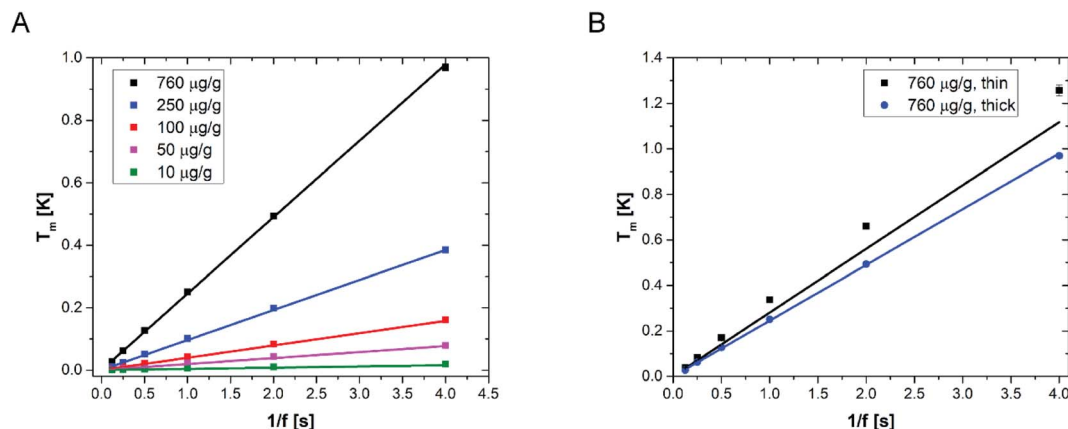 A
B
T_m [K]
1.0
0.8
0.6
0.4
0.2
0.0
760 μg/g
250 μg/g
100 μg/g
50 μg/g
10 μg/g
0.0 0.5 1.0 1.5 2.0 2.5 3.0 3.5 4.0 4.5
1/f [s]
T_m [K]
1.4
1.2
1.0
0.8
0.6
0.4
0.2
0.0
760 μg/g, thin
760 μg/g, thick
0.0 0.5 1.0 1.5 2.0 2.5 3.0 3.5 4.0
1/f [s]